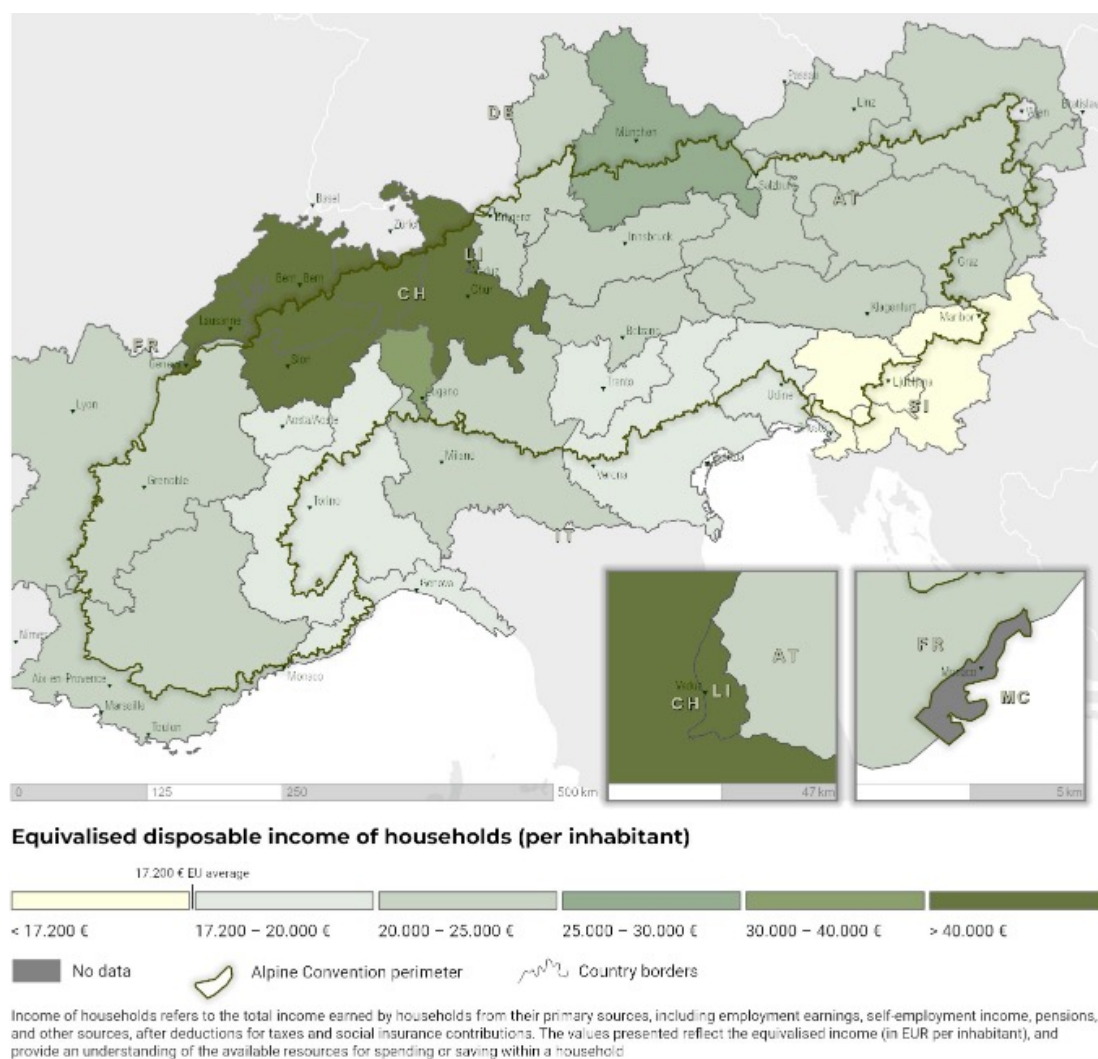 Passau
DE
Linz
München
Wien
Bratislava
Basel
Salzburg
Zürich
AT
Bregenz
Innsbruck
LI
Vaduz
Graz
Bern
Bern
CH
Chur
Lausanne
Klagenfurt
Maribor
FR
Bolzano
Genève
Sion
Ljubljana
Lugano
Trento
Lyon
Udine
SI
Aosta/Aoste
Milano
Verona
Grenoble
Torino
IT
Genova
Nimes
Monaco
Aix-en-Provence
Marseille
Toulon
AT
Vaduz
LI
CH
FR
Monaco
MC
0 125 250 500 km
47 km
5 km
Equivalised disposable income of households (per inhabitant)
17.200 € EU average
< 17.200 € 17.200 – 20.000 € 20.000 – 25.000 € 25.000 – 30.000 € 30.000 – 40.000 € > 40.000 €
No data Alpine Convention perimeter Country borders
Income of households refers to the total income earned by households from their primary sources, including employment earnings, self-employment income, pensions,
and other sources, after deductions for taxes and social insurance contributions. The values presented reflect the equivalised income (in EUR per inhabitant), and
provide an understanding of the available resources for spending or saving within a household